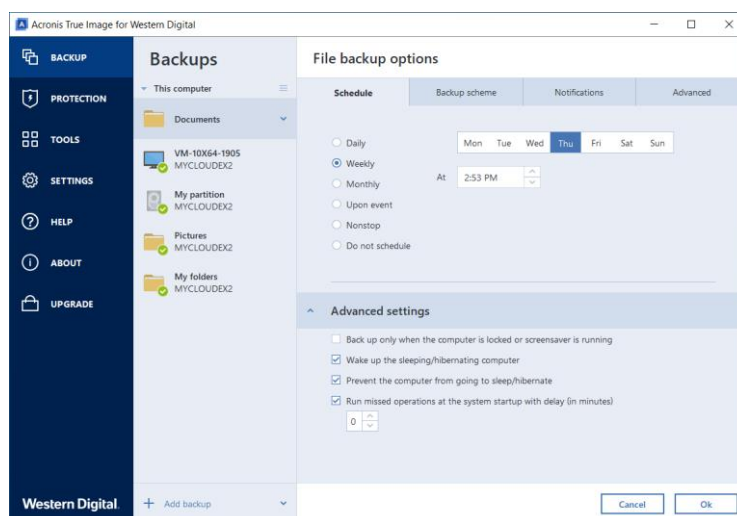 Acronis True Image for Western Digital
BACKUP
PROTECTION
TOOLS
SETTINGS
HELP
ABOUT
UPGRADE
Western Digital.
Backups
This computer
Documents
VM-10X64-1905
MYCLOUDEX2
My partition
MYCLOUDEX2
Pictures
MYCLOUDEX2
My folders
MYCLOUDEX2
Add backup
File backup options
Schedule Backup scheme Notifications Advanced
Daily
Weekly
Monthly
Upon event
Nonstop
Do not schedule
Mon Tue Wed Thu Fri Sat Sun
At 2:53 PM
Advanced settings
Back up only when the computer is locked or screensaver is running
Wake up the sleeping/hibernating computer
Prevent the computer from going to sleep/hibernate
Run missed operations at the system startup with delay (in minutes)
0
Cancel Ok